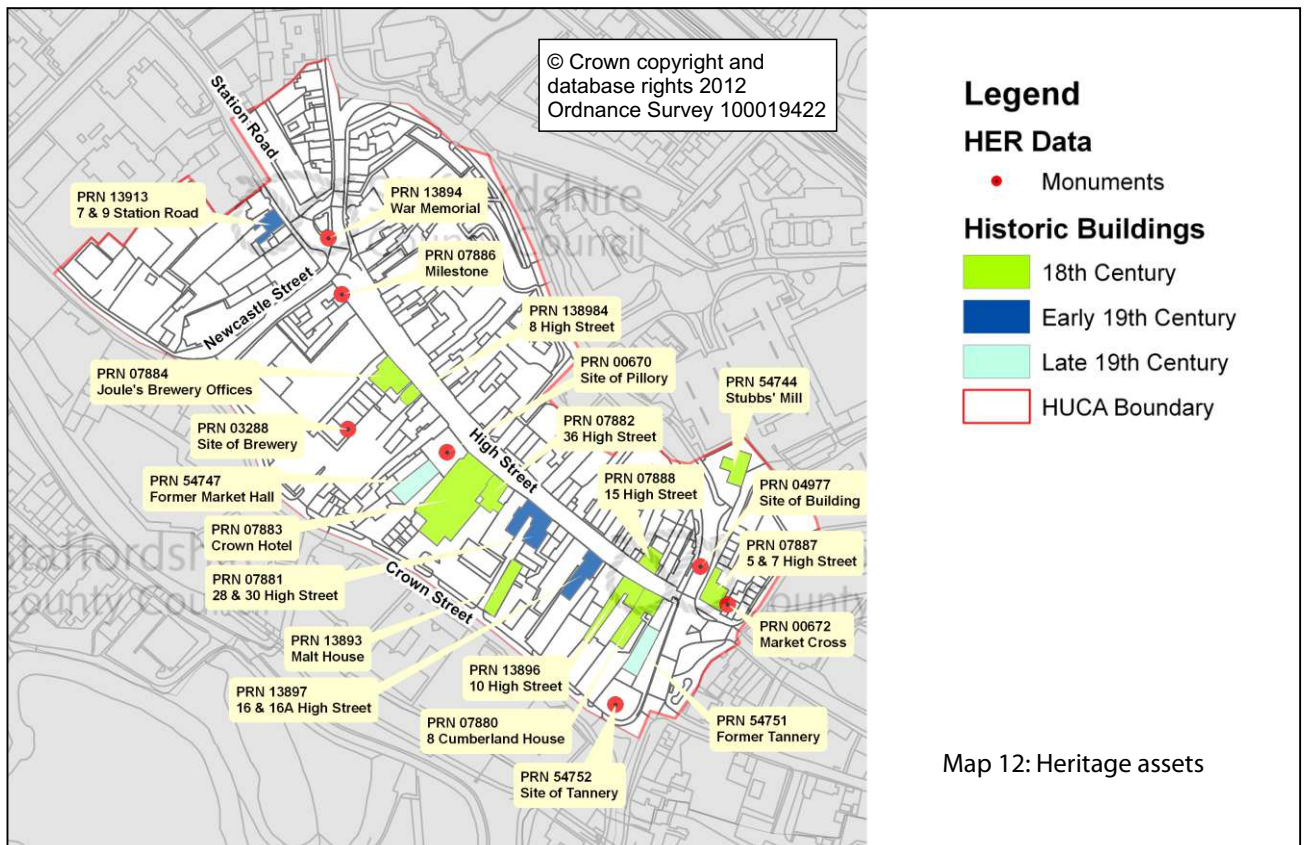 © Crown copyright and
database rights 2012
Ordnance Survey 100019422
Station Road
PRN 13913
7 & 9 Station Road
PRN 13894
War Memorial
Staffordshire
County Council
PRN 07886
Milestone
Newcastle Street
PRN 138984
8 High Street
PRN 07884
Joule's Brewery Offices
PRN 00670
Site of Pillory
PRN 54744
Stubbs' Mill
PRN 03288
Site of Brewery
PRN 07882
36 High Street
High Street
PRN 07888
15 High Street
PRN 04977
Site of Building
PRN 54747
Former Market Hall
PRN 07883
Crown Hotel
PRN 07887
5 & 7 High Street
PRN 07881
28 & 30 High Street
Crown Street
PRN 00672
Market Cross
PRN 13893
Malt House
PRN 13896
10 High Street
PRN 13897
16 & 16A High Street
PRN 07880
8 Cumberland House
PRN 54751
Former Tannery
PRN 54752
Site of Tannery
Legend
HER Data
Monuments
Historic Buildings
18th Century
Early 19th Century
Late 19th Century
HUCA Boundary
Map 12: Heritage assets